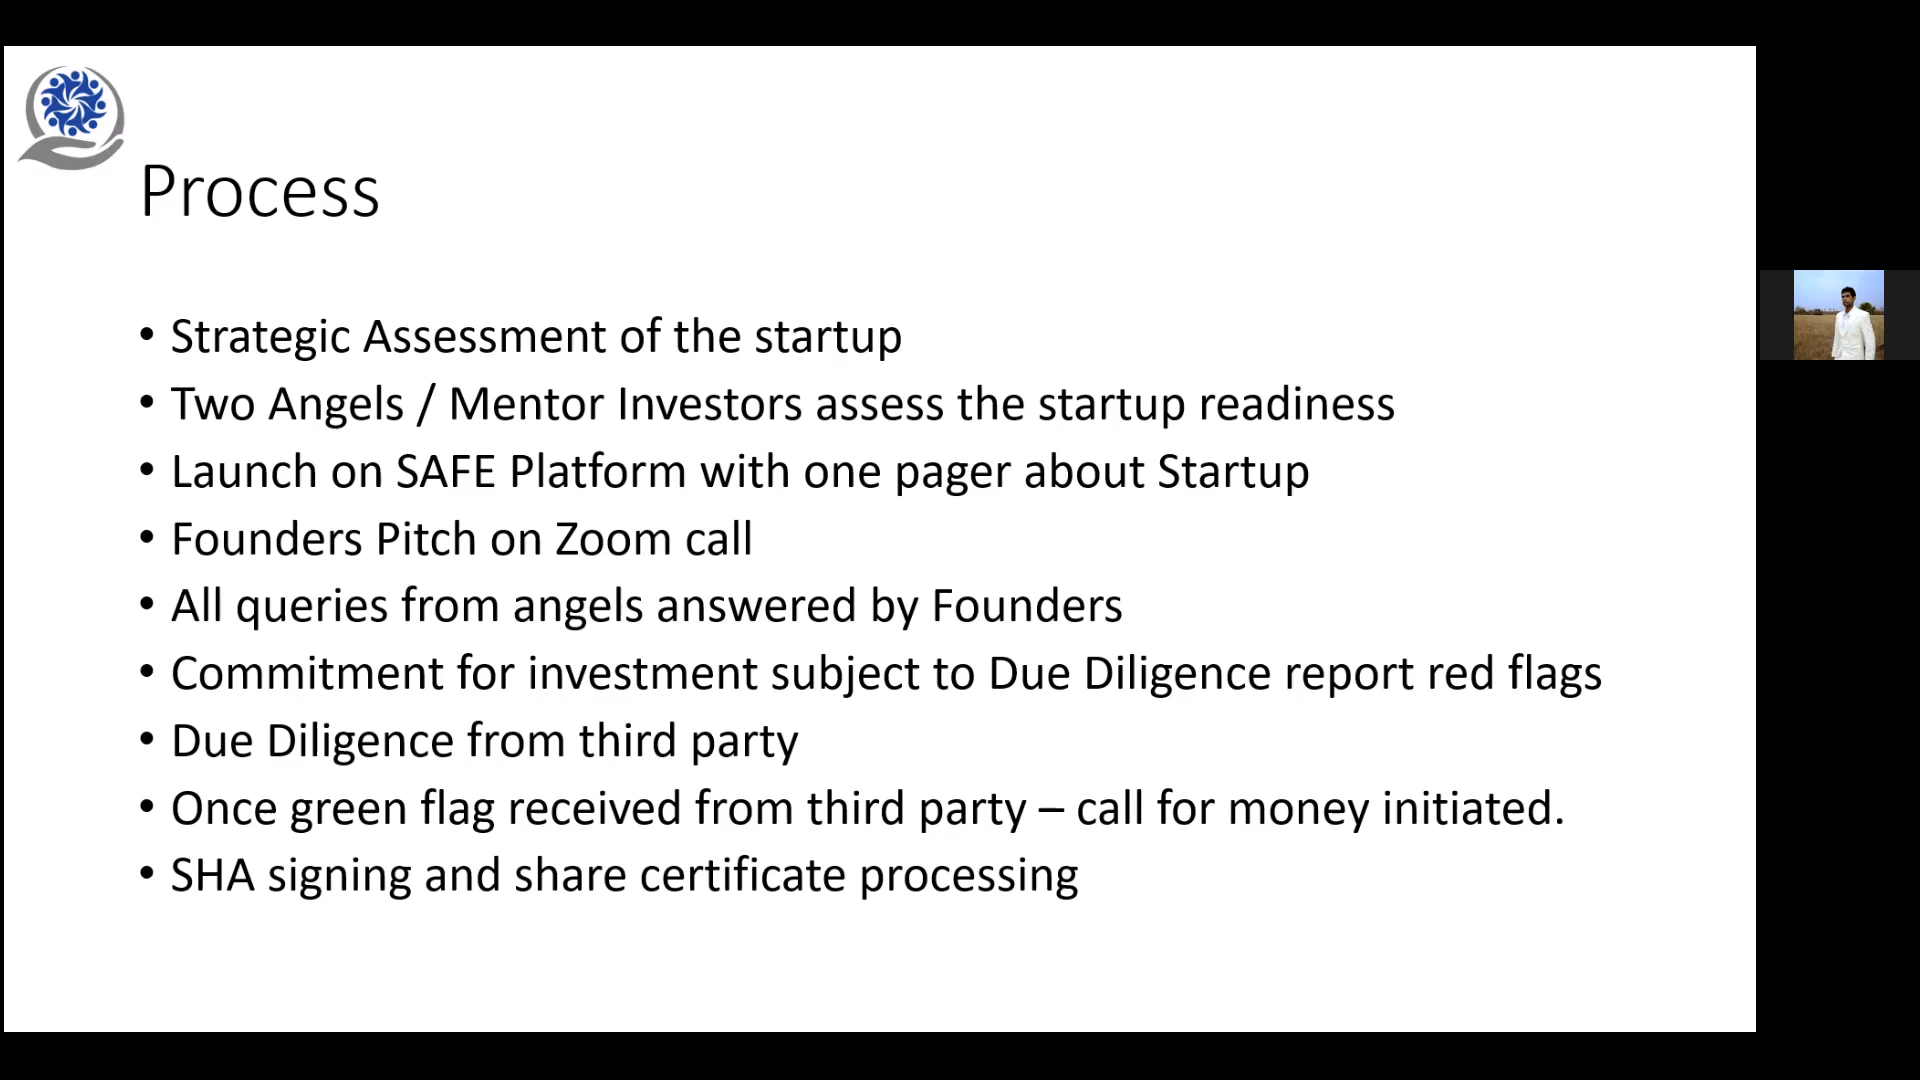 Process
• Strategic Assessment of the startup
• Two Angels / Mentor Investors assess the startup readiness
• Launch on SAFE Platform with one pager about Startup
• Founders Pitch on Zoom call
• All queries from angels answered by Founders
• Commitment for investment subject to Due Diligence report red flags
• Due Diligence from third party
• Once green flag received from third party – call for money initiated.
• SHA signing and share certificate processing